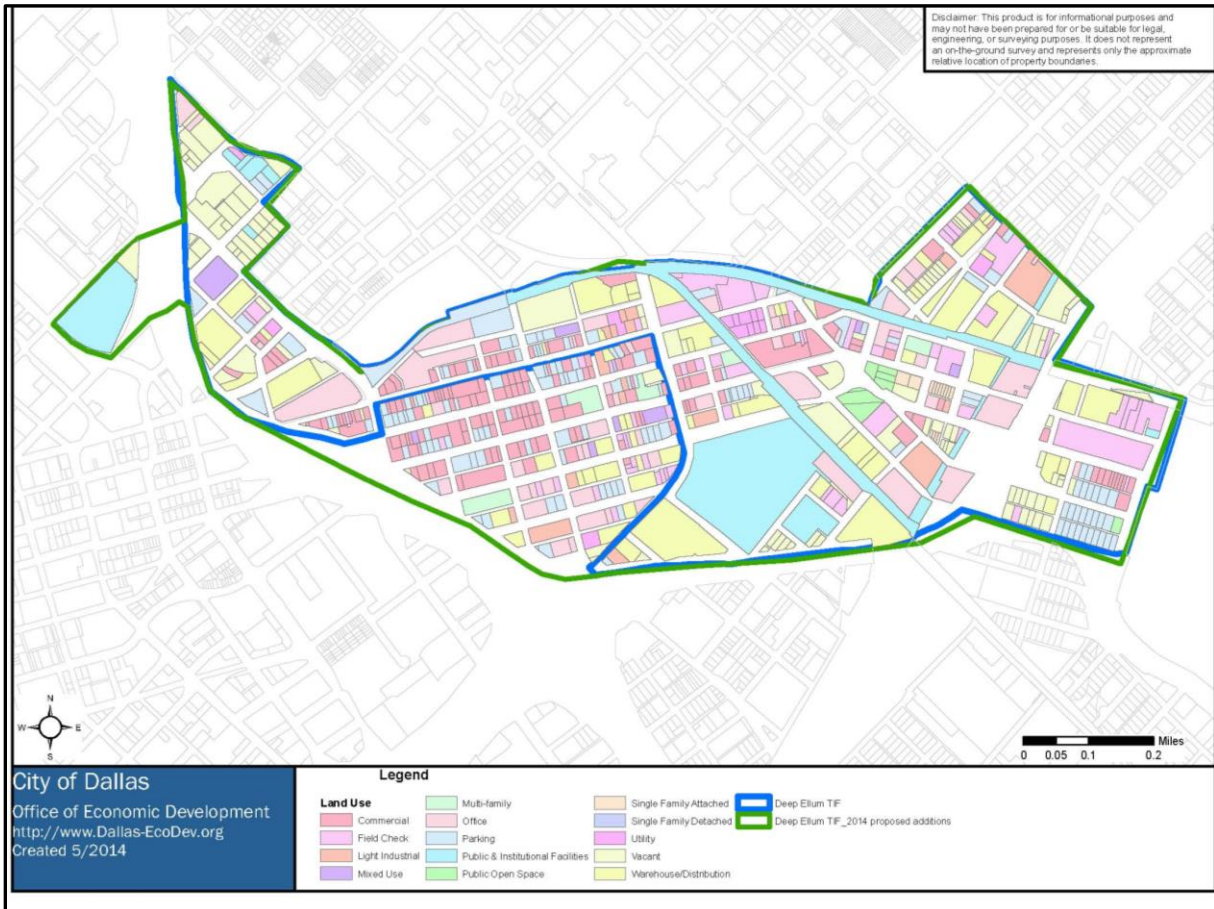 Disclaimer: This product is for informational purposes and
may not have been prepared for or be suitable for legal,
engineering, or surveying purposes. It does not represent
an on-the-ground survey and represents only the approximate
relative location of property boundaries.
N
W E
S
Miles
0 0.05 0.1 0.2
City of Dallas
Office of Economic Development
http://www.Dallas-EcoDev.org
Created 5/2014
Legend
Land Use
Commercial
Field Check
Light Industrial
Mixed Use
Multi-family
Office
Parking
Public & Institutional Facilities
Public Open Space
Single Family Attached
Single Family Detached
Utility
Vacant
Warehouse/Distribution
Deep Ellum TIF
Deep Ellum TIF_2014 proposed additions